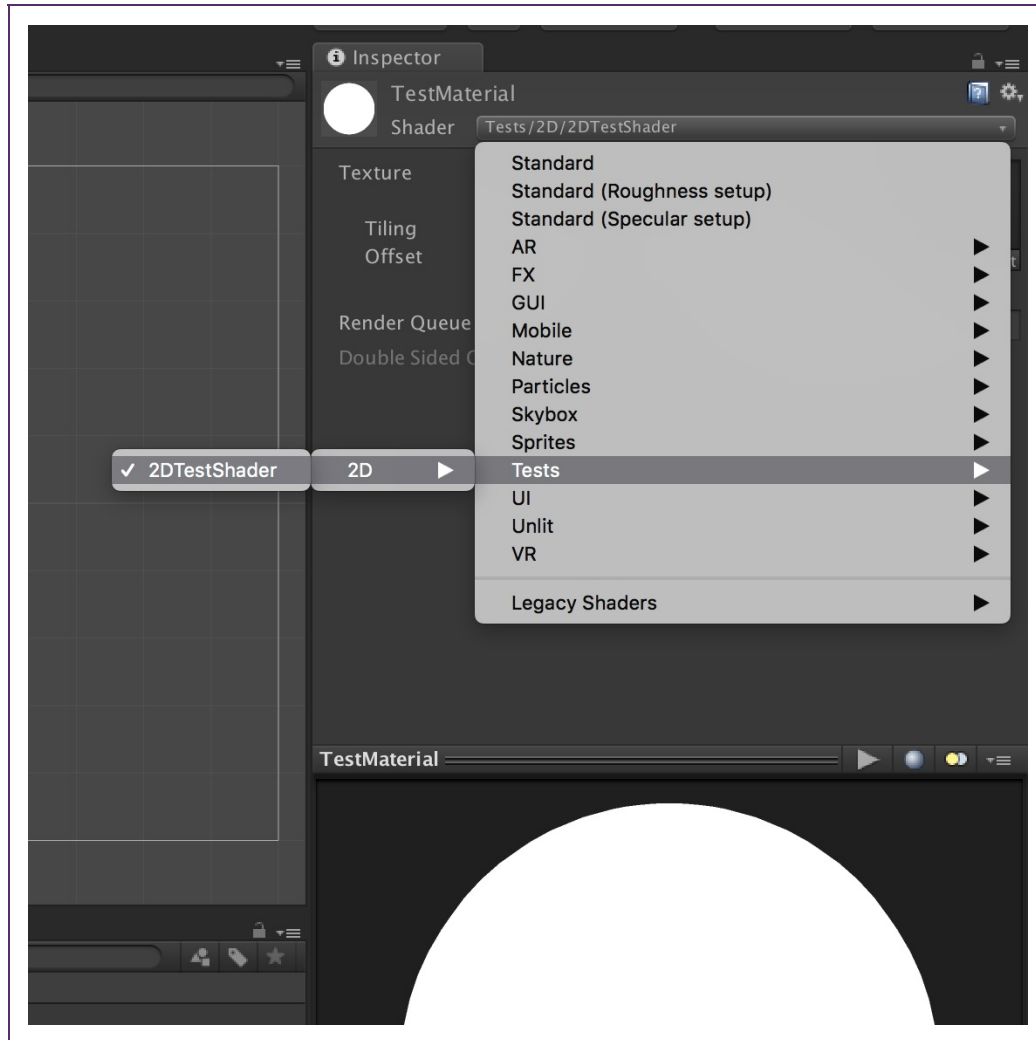 Inspector
TestMaterial
Shader Tests/2D/2DTestShader
Texture
Tiling
Offset
Render Queue
Double Sided G
Standard
Standard (Roughness setup)
Standard (Specular setup)
AR
FX
GUI
Mobile
Nature
Particles
Skybox
Sprites
Tests
2D
✓ 2DTestShader
UI
Unlit
VR
Legacy Shaders
TestMaterial